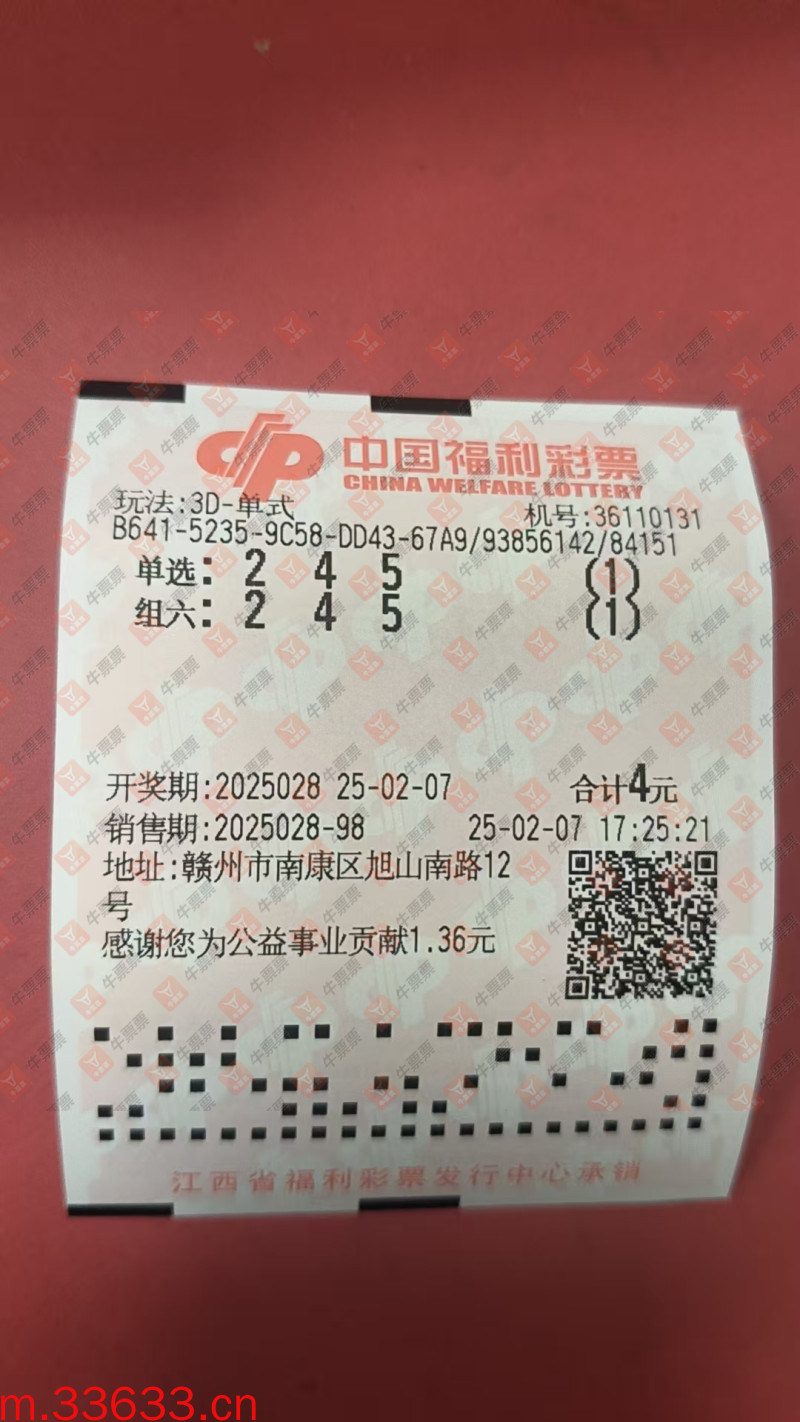 中国福利彩票
CHINA WELFARE LOTTERY
玩法:3D-单式 机号:36110131
B641-5235-9C58-DD43-67A9/93856142/84151
单选: 2 4 5 (1)
组六: 2 4 5 (1)
开奖期:2025028 25-02-07 合计4元
销售期:2025028-98 25-02-07 17:25:21
地址:赣州市南康区旭山南路12
号
感谢您为公益事业贡献1.36元
江西省福利彩票发行中心承销
牛票票
m.33633.cn